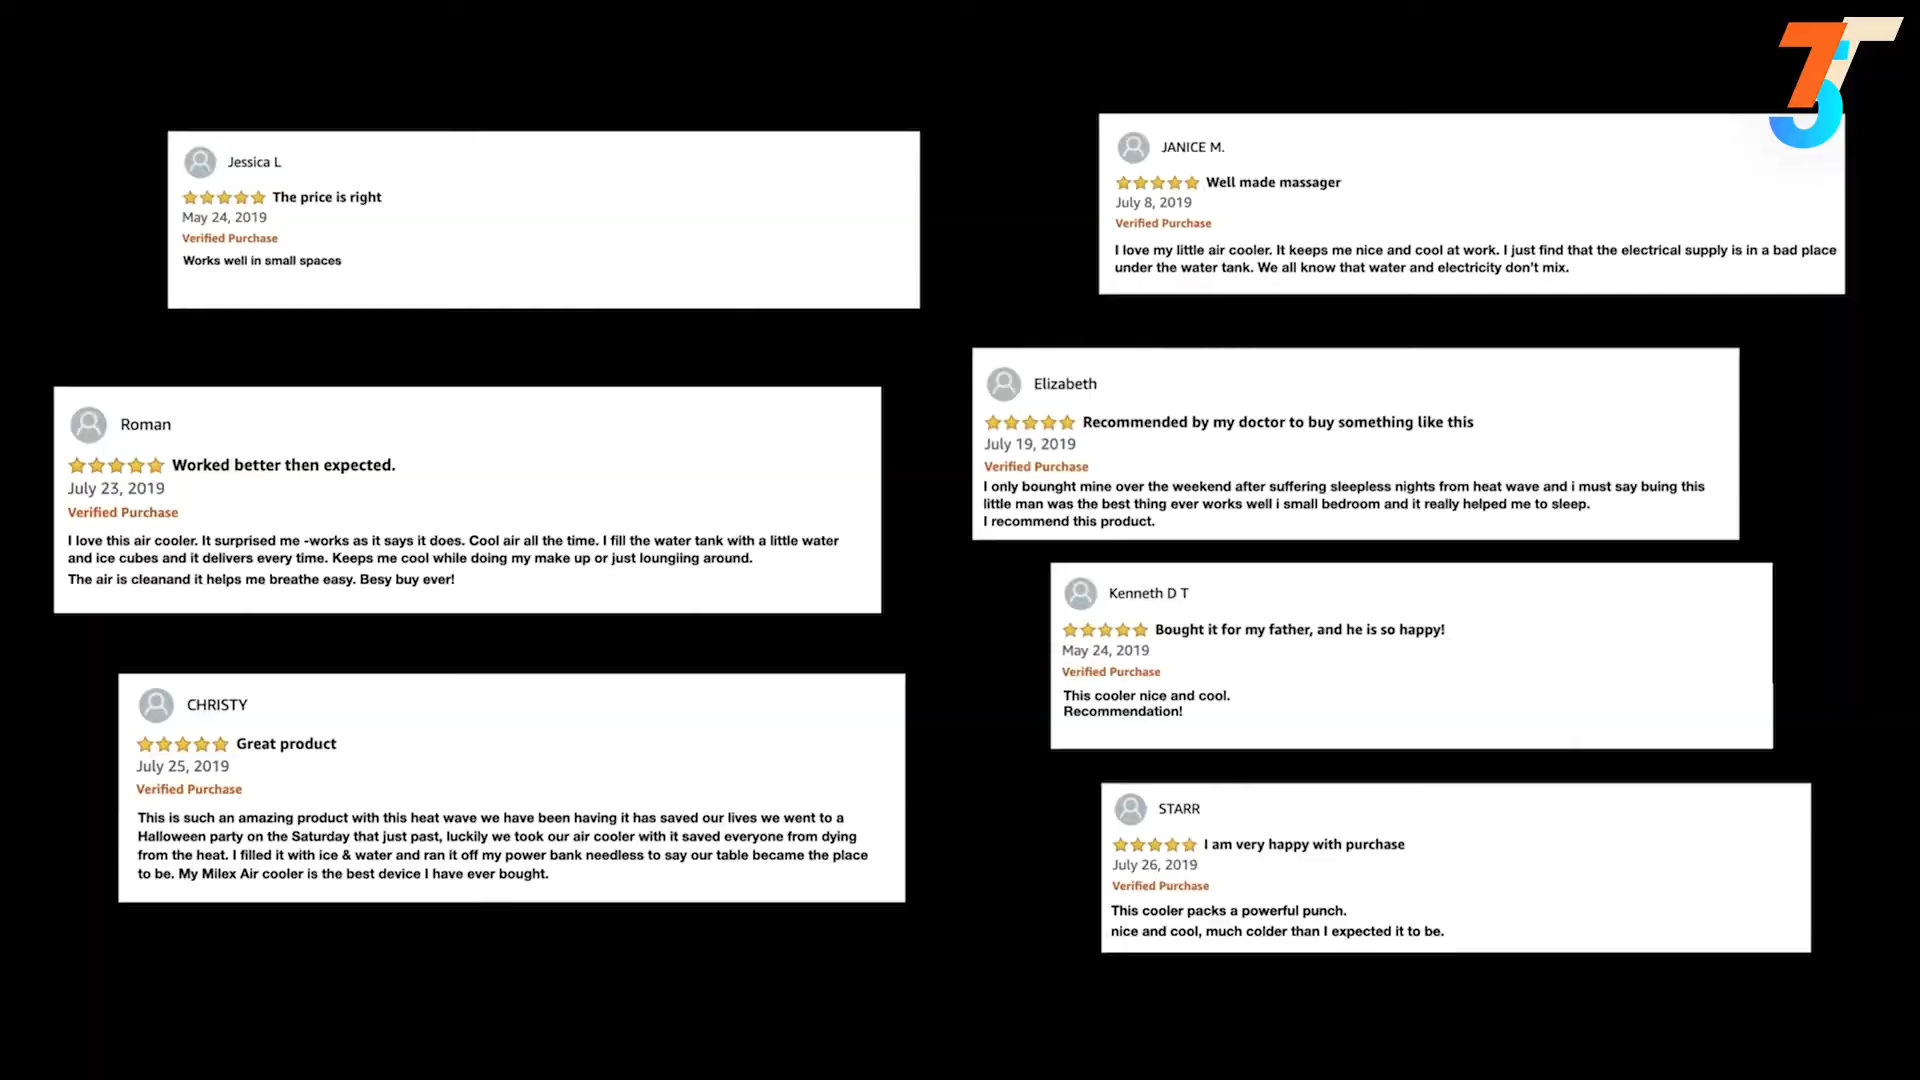 Jessica L
The price is right
May 24, 2019
Verified Purchase
Works well in small spaces
Roman
Worked better then expected.
July 23, 2019
Verified Purchase
I love this air cooler. It surprised me -works as it says it does. Cool air all the time. I fill the water tank with a little water
and ice cubes and it delivers every time. Keeps me cool while doing my make up or just loungiing around.
The air is cleanand it helps me breathe easy. Besy buy ever!
CHRISTY
Great product
July 25, 2019
Verified Purchase
This is such an amazing product with this heat wave we have been having it has saved our lives we went to a
Halloween party on the Saturday that just past, luckily we took our air cooler with it saved everyone from dying
from the heat. I filled it with ice & water and ran it off my power bank needless to say our table became the place
to be. My Milex Air cooler is the best device I have ever bought.
T5T
JANICE M.
Well made massager
July 8, 2019
Verified Purchase
I love my little air cooler. It keeps me nice and cool at work. I just find that the electrical supply is in a bad place
under the water tank. We all know that water and electricity don't mix.
Elizabeth
Recommended by my doctor to buy something like this
July 19, 2019
Verified Purchase
I only bounght mine over the weekend after suffering sleepless nights from heat wave and i must say buing this
little man was the best thing ever works well i small bedroom and it really helped me to sleep.
I recommend this product.
Kenneth D T
Bought it for my father, and he is so happy!
May 24, 2019
Verified Purchase
This cooler nice and cool.
Recommendation!
STARR
I am very happy with purchase
July 26, 2019
Verified Purchase
This cooler packs a powerful punch.
nice and cool, much colder than I expected it to be.